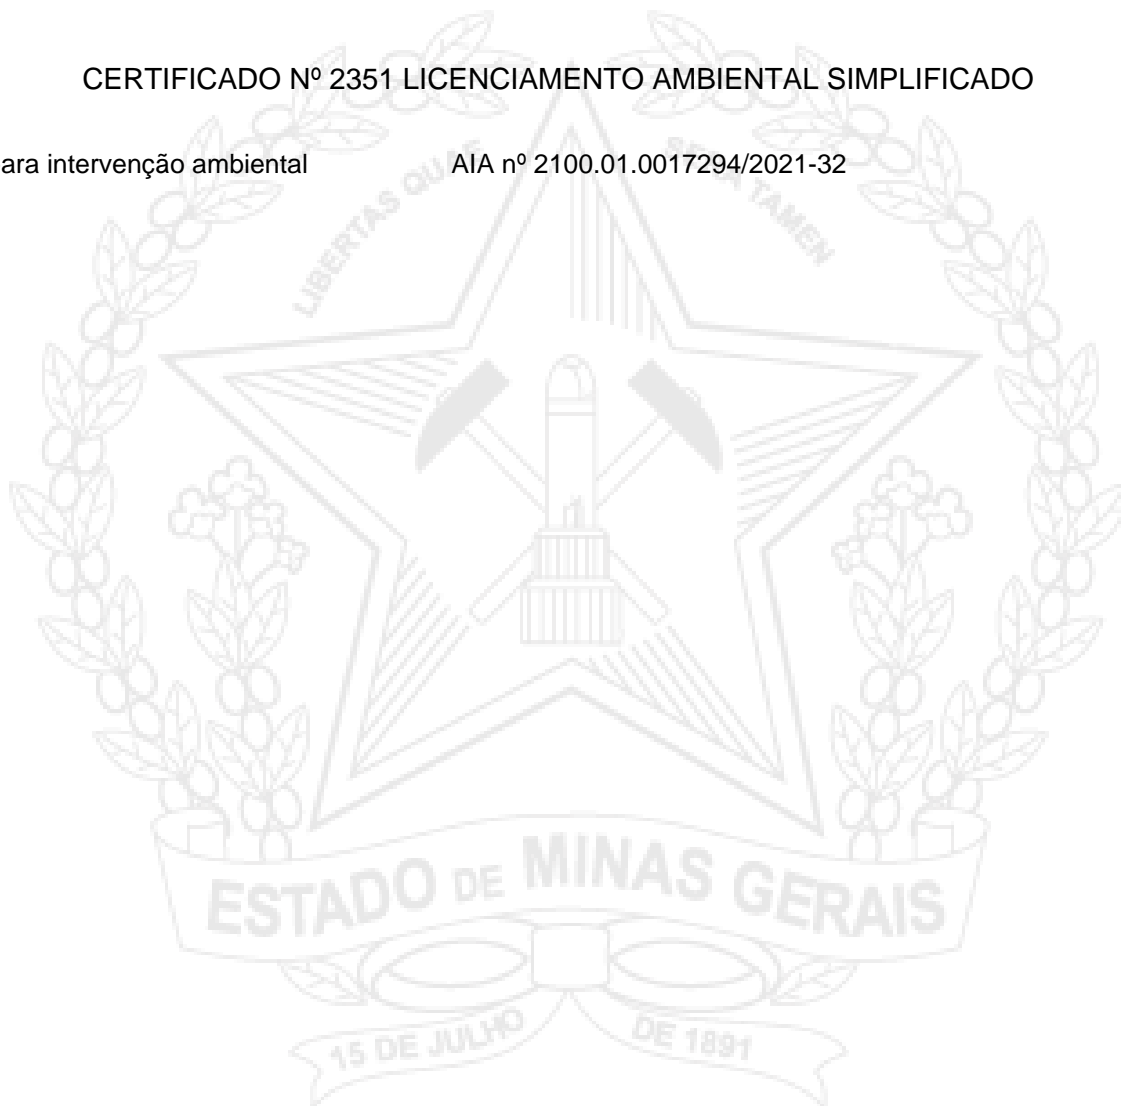 CERTIFICADO Nº 2351 LICENCIAMENTO AMBIENTAL SIMPLIFICADO
ara intervenção ambiental AIA nº 2100.01.0017294/2021-32
LIBERTAS QUAE SERA TAMEN
ESTADO DE MINAS GERAIS
15 DE JULHO DE 1891